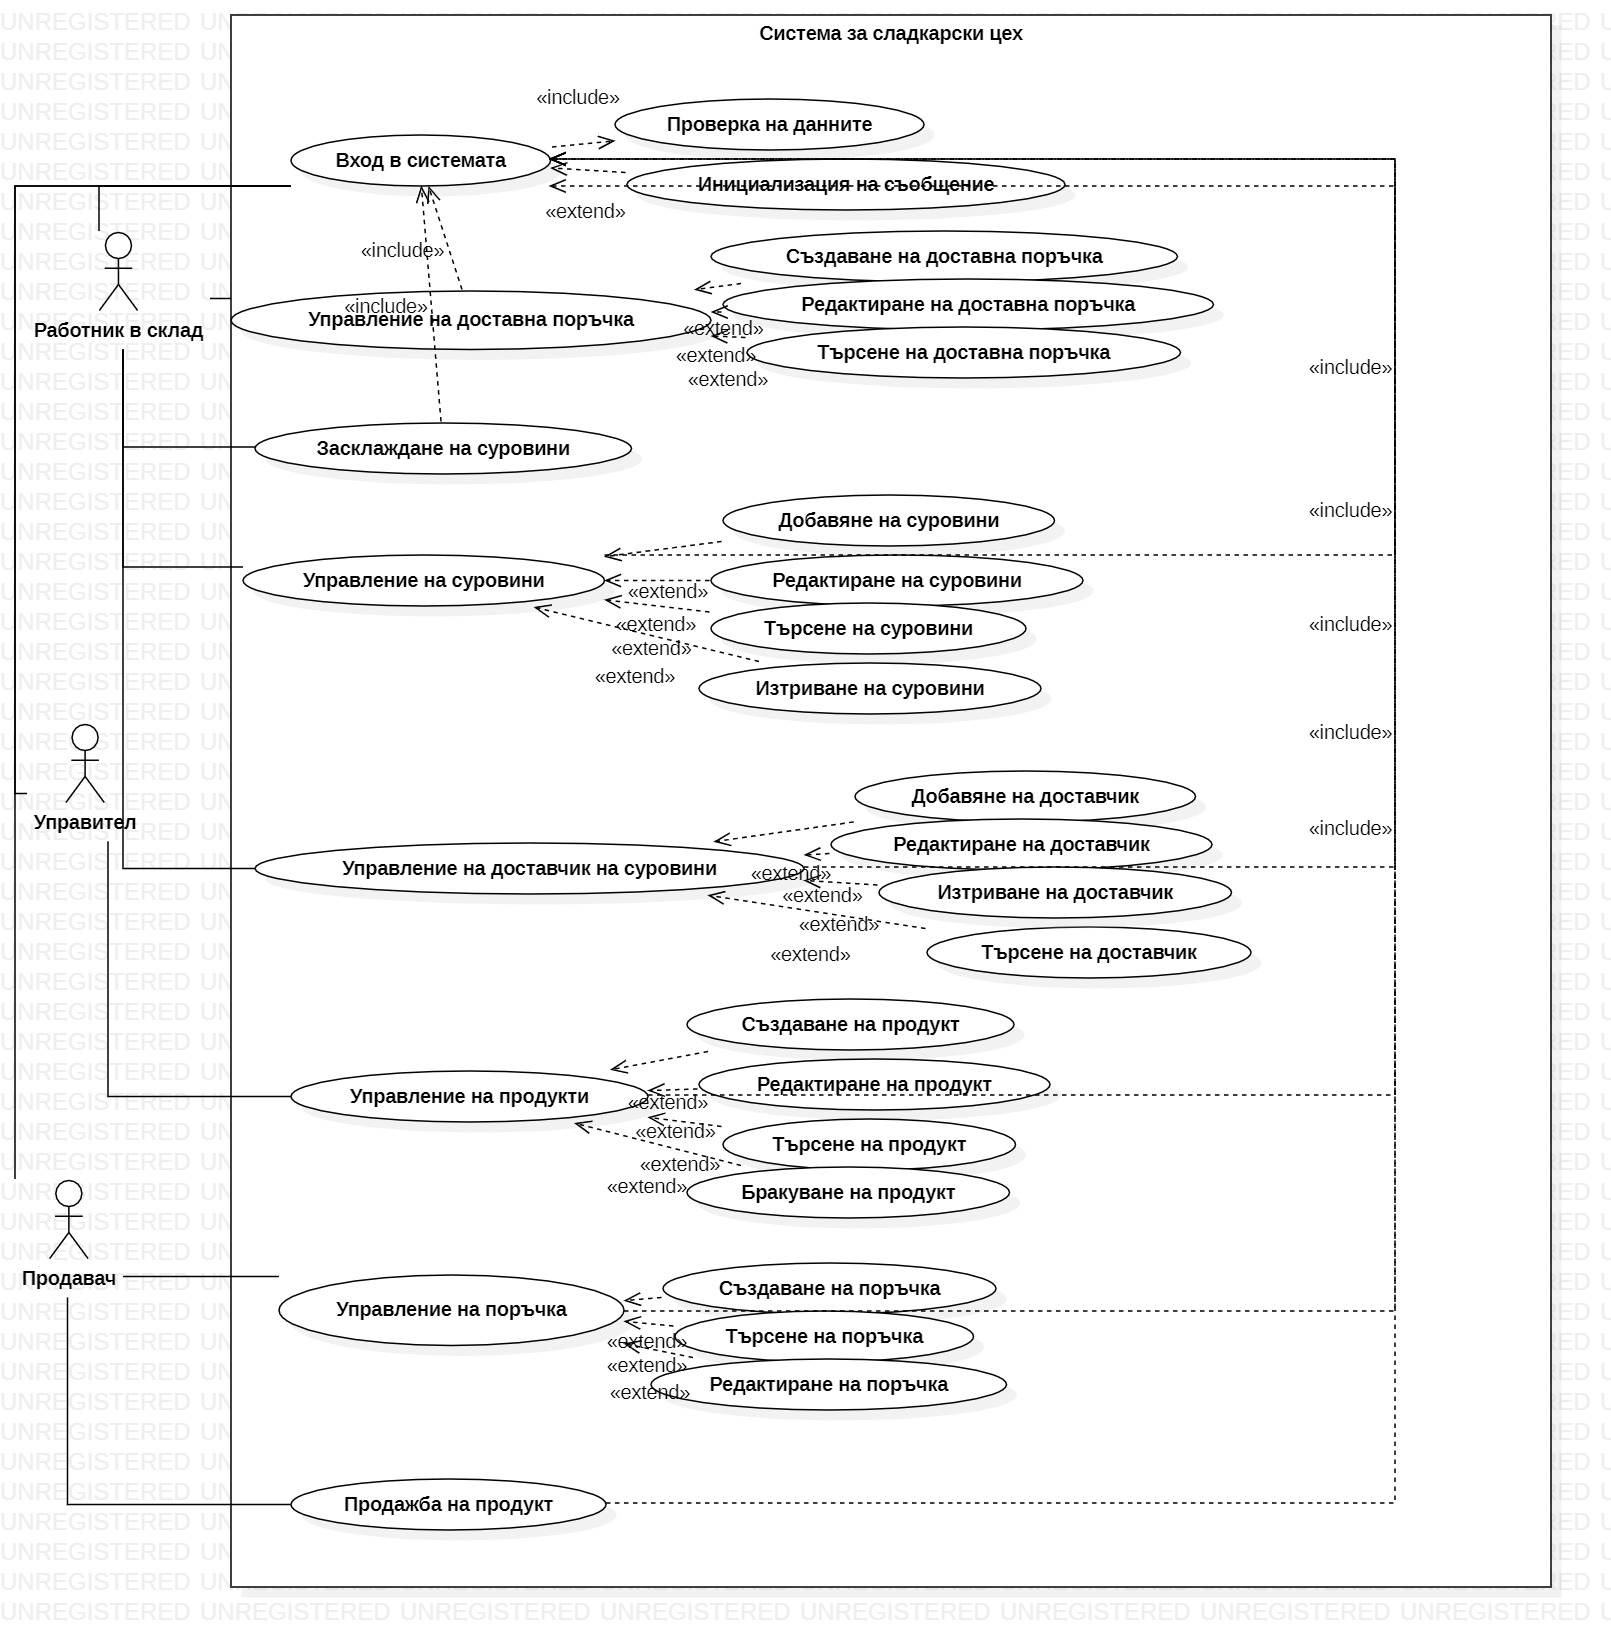 Система за сладкарски цех
«include»
Проверка на данните
Вход в системата
Инициализация на съобщение
«extend»
«include»
Създаване на доставна поръчка
«include»
Управление на доставна поръчка
Редактиране на доставна поръчка
Работник в склад
«extend»
Търсене на доставна поръчка
«extend»
«include»
«extend»
Засклаждане на суровини
«include»
Добавяне на суровини
Управление на суровини
Редактиране на суровини
«extend»
«extend»
Търсене на суровини
«include»
«extend»
«extend»
Изтриване на суровини
«include»
Добавяне на доставчик
Управител
«include»
Редактиране на доставчик
Управление на доставчик на суровини
«extend»
«extend»
Изтриване на доставчик
«extend»
«extend»
Търсене на доставчик
Създаване на продукт
Управление на продукти
Редактиране на продукт
«extend»
«extend»
Търсене на продукт
«extend»
«extend»
Бракуване на продукт
Продавач
Създаване на поръчка
Управление на поръчка
Търсене на поръчка
«extend»
«extend»
Редактиране на поръчка
«extend»
Продажба на продукт
UNREGISTERED UNREGISTERED UNREGISTERED UNREGISTERED UNREGISTERED UNREGISTERED UNREGISTERED UNREGISTERED